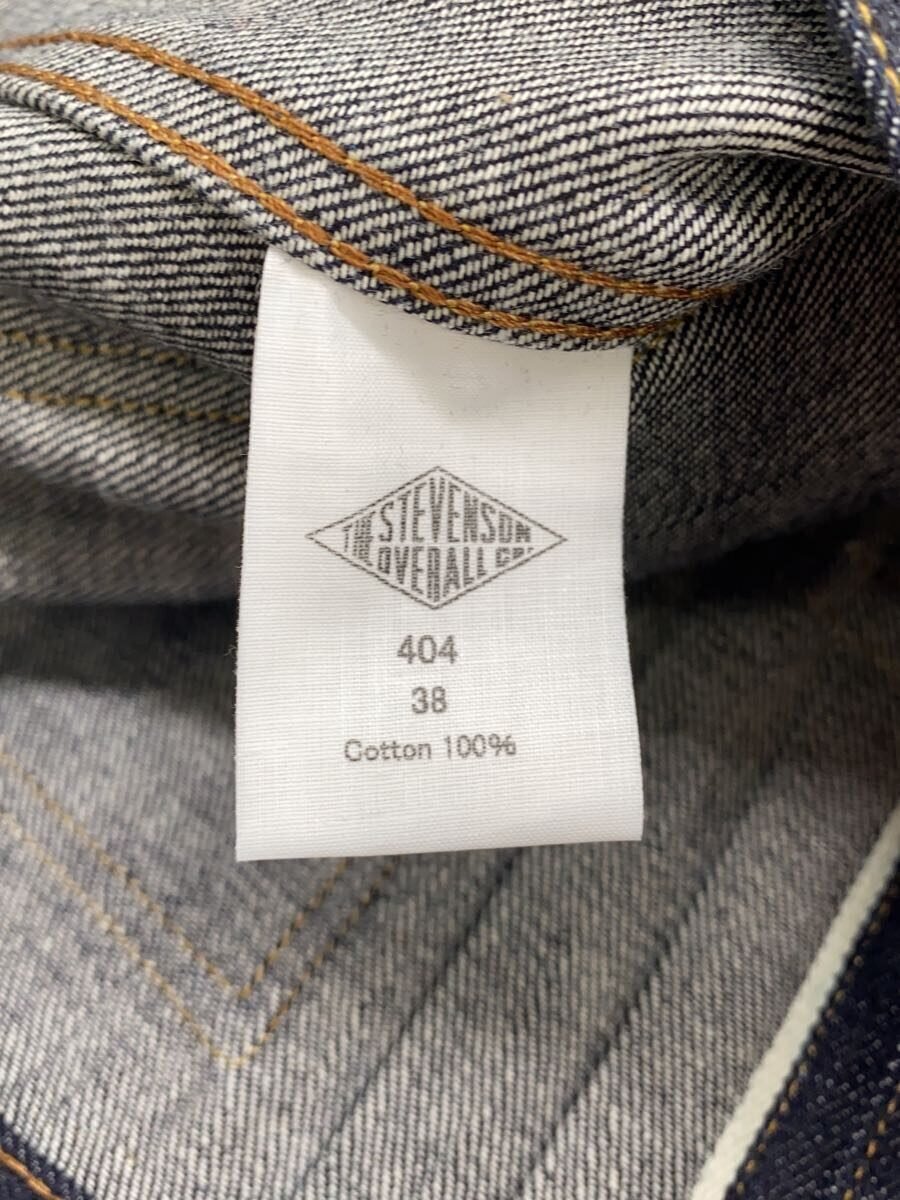 THE STEVENSON
OVERALL CO.
404
38
Cotton 100%